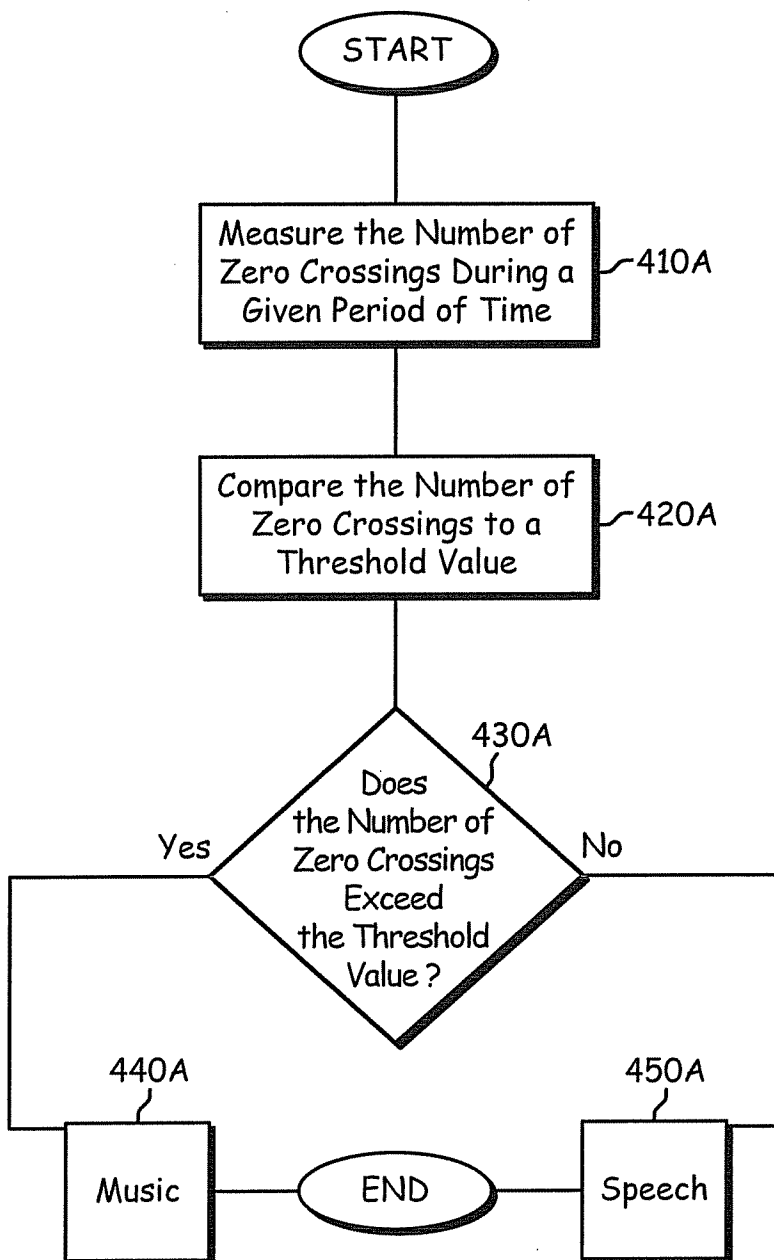 START
Measure the Number of
Zero Crossings During a
Given Period of Time
410A
Compare the Number of
Zero Crossings to a
Threshold Value
420A
430A
Does
the Number of
Zero Crossings
Exceed
the Threshold
Value ?
Yes
No
440A
450A
Music
END
Speech